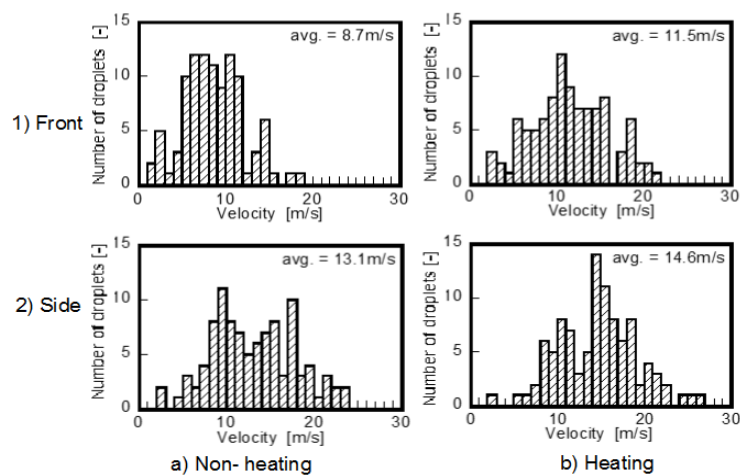 avg. = 8.7m/s
15
10
5
0
Number of droplets [-]
0
10
20
30
Velocity [m/s]
avg. = 11.5m/s
15
10
5
0
Number of droplets [-]
0
10
20
30
Velocity [m/s]
1) Front
avg. = 13.1m/s
15
10
5
0
Number of droplets [-]
0
10
20
30
Velocity [m/s]
avg. = 14.6m/s
15
10
5
0
Number of droplets [-]
0
10
20
30
Velocity [m/s]
2) Side
a) Non- heating
b) Heating